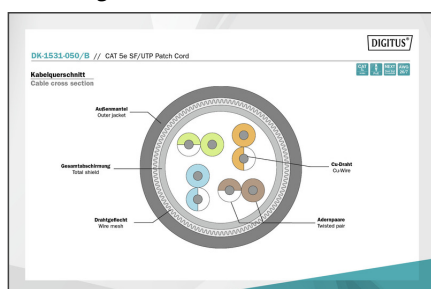 DIGITUS®
DK-1531-050/B // CAT 5e SF/UTP Patch Cord
Kabelquerschnitt
Cable cross section
Außenmantel
Outer jacket
Gesamtabschirmung
Total shield
Cu-Draht
Cu-Wire
Drahtgeflecht
Wire mesh
Adernpaare
Twisted pair